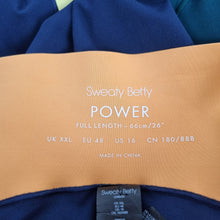 Sweaty Betty
POWER
FULL LENGTH - 66cm/26"
UK XXL EU 48 US 16 CN 180/88B
MADE IN CHINA
Sweaty Betty